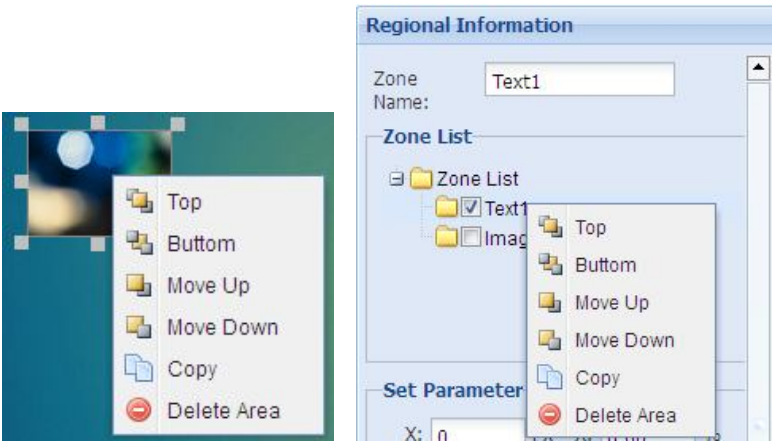 Top
Buttom
Move Up
Move Down
Copy
Delete Area
Regional Information
Zone
Name:
Text1
Zone List
Zone List
Text1
Imag
Top
Buttom
Move Up
Move Down
Copy
Delete Area
Set Parameter
X: 0